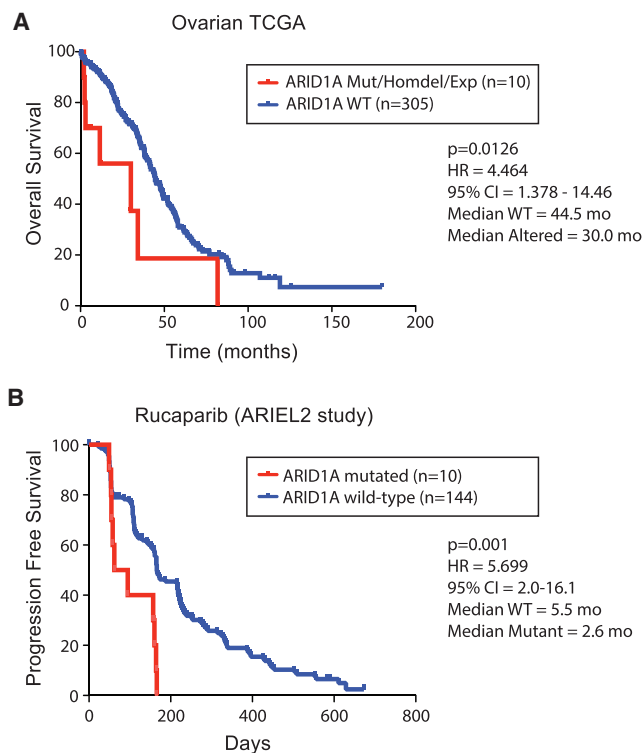 A
Ovarian TCGA
Overall Survival
100
80
60
40
20
0
0
50
100
150
200
Time (months)
ARID1A Mut/Homdel/Exp (n=10)
ARID1A WT (n=305)
p=0.0126
HR = 4.464
95% CI = 1.378 - 14.46
Median WT = 44.5 mo
Median Altered = 30.0 mo
B
Rucaparib (ARIEL2 study)
Progression Free Survival
100
80
60
40
20
0
0
200
400
600
800
Days
ARID1A mutated (n=10)
ARID1A wild-type (n=144)
p=0.001
HR = 5.699
95% CI = 2.0-16.1
Median WT = 5.5 mo
Median Mutant = 2.6 mo